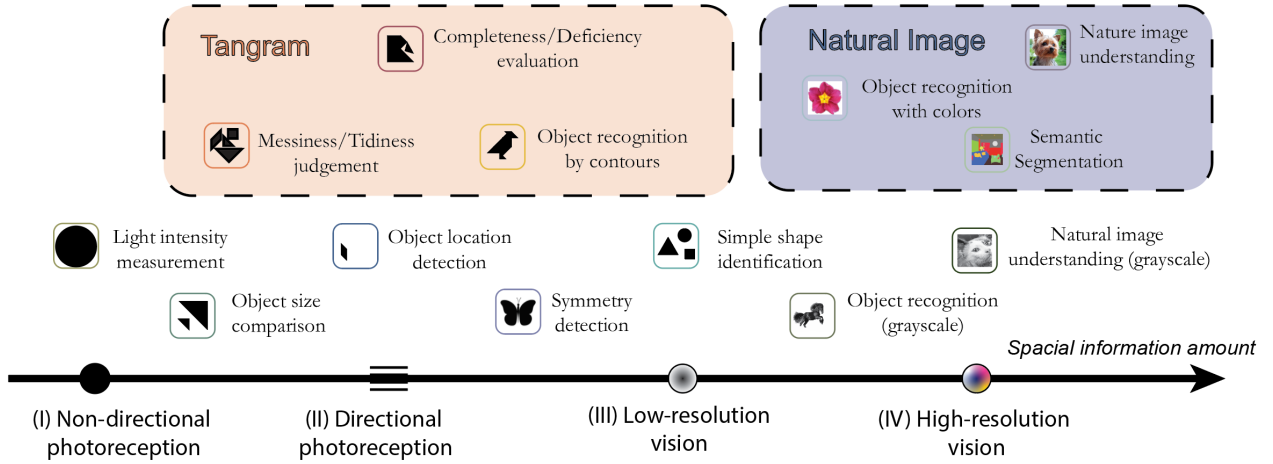 Tangram
Completeness/Deficiency
evaluation
Messiness/Tidiness
judgement
Object recognition
by contours
Natural Image
Nature image
understanding
Object recognition
with colors
Semantic
Segmentation
Light intensity
measurement
Object location
detection
Simple shape
identification
Natural image
understanding (grayscale)
Object size
comparison
Symmetry
detection
Object recognition
(grayscale)
Spacial information amount
(I) Non-directional
photoreception
(II) Directional
photoreception
(III) Low-resolution
vision
(IV) High-resolution
vision